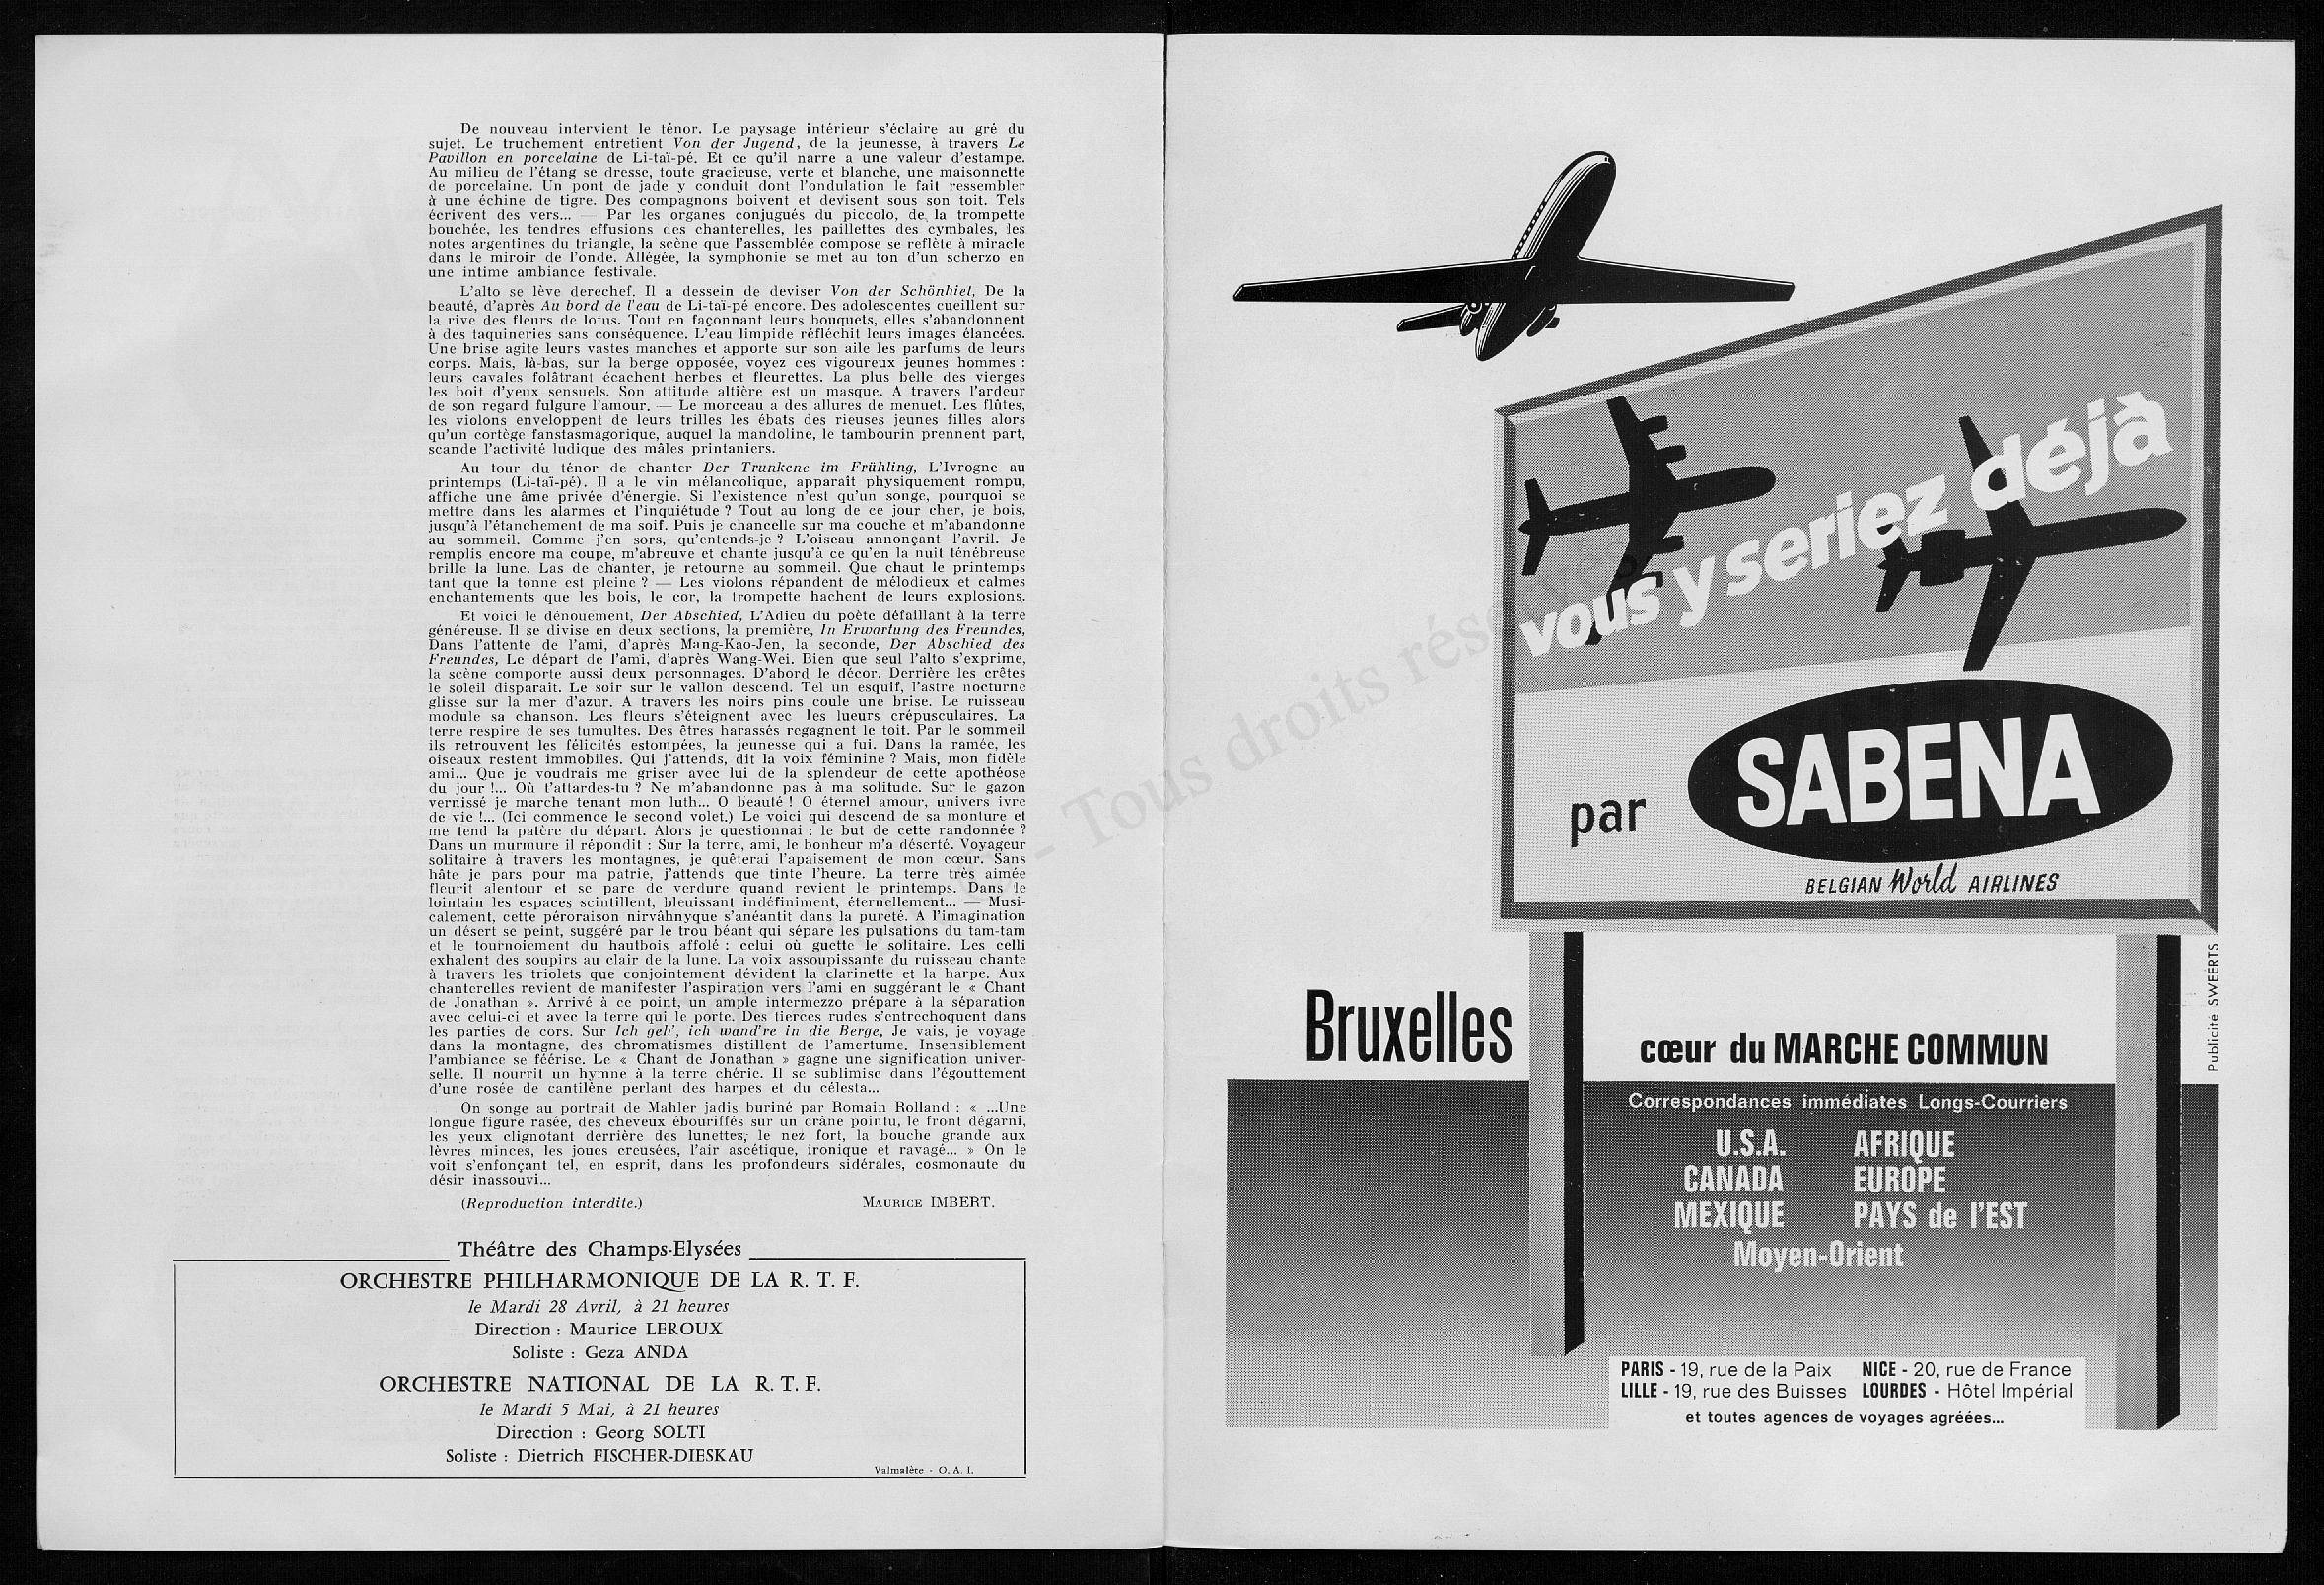 De nouveau intervient le ténor. Le paysage intérieur s'éclaire au gré du
sujet. Le truchement entretient Von der Jugend, de la jeunesse, à travers Le
Pavillon en porcelaine de Li-taï-pé. Et ce qu'il narre a une valeur d'estampe.
Au milieu de l'étang se dresse, toute gracieuse, verte et blanche, une maisonnette
de porcelaine. Un pont de jade y conduit dont l'ondulation le fait ressembler
à une échine de tigre. Des compagnons boivent et devisent sous son toit. Tels
écrivent des vers... — Par les organes conjugués du piccolo, de la trompette
bouchée, les tendres effusions des chanterelles, les paillettes des cymbales, les
notes argentines du triangle, la scène que l'assemblée compose se reflète à miracle
dans le miroir de l'onde. Allégée, la symphonie se met au ton d'un scherzo en
une intime ambiance festivale.
L'alto se lève derechef. Il a dessein de deviser Von der Schönhiet, De la
beauté, d'après Au bord de l'eau de Li-taï-pé encore. Des adolescentes cueillent sur
la rive des fleurs de lotus. Tout en façonnant leurs bouquets, elles s'abandonnent
à des taquineries sans conséquence. L'eau limpide réfléchit leurs images élancées.
Une brise agite leurs vastes manches et apporte sur son aile les parfums de leurs
corps. Mais, là-bas, sur la berge opposée, voyez ces vigoureux jeunes hommes :
leurs cavales folâtrant écachent herbes et fleurettes. La plus belle des vierges
les boit d'yeux sensuels. Son attitude altière est un masque. A travers l'ardeur
de son regard fulgure l'amour. — Le morceau a des allures de menuet. Les flûtes,
les violons enveloppent de leurs trilles les ébats des rieuses jeunes filles alors
qu'un cortège fanstasmagorique, auquel la mandoline, le tambourin prennent part,
scande l'activité ludique des mâles printaniers.
Au tour du ténor de chanter Der Trunkene im Frühling, L'Ivrogne au
printemps (Li-taï-pé). Il a le vin mélancolique, apparaît physiquement rompu,
affiche une âme privée d'énergie. Si l'existence n'est qu'un songe, pourquoi se
mettre dans les alarmes et l'inquiétude ? Tout au long de ce jour cher, je bois,
jusqu'à l'étanchement de ma soif. Puis je chancelle sur ma couche et m'abandonne
au sommeil. Comme j'en sors, qu'entends-je ? L'oiseau annonçant l'avril. Je
remplis encore ma coupe, m'abreuve et chante jusqu'à ce qu'en la nuit ténébreuse
brille la lune. Las de chanter, je retourne au sommeil. Que chaut le printemps
tant que la tonne est pleine ? — Les violons répandent de mélodieux et calmes
enchantements que les bois, le cor, la trompette hachent de leurs explosions.
Et voici le dénouement, Der Abschied, L'Adieu du poète défaillant à la terre
généreuse. Il se divise en deux sections, la première, In Erwartung des Freundes,
Dans l'attente de l'ami, d'après Mang-Kao-Jen, la seconde, Der Abschied des
Freundes, Le départ de l'ami, d'après Wang-Wei. Bien que seul l'alto s'exprime,
la scène comporte aussi deux personnages. D'abord le décor. Derrière les crêtes
le soleil disparaît. Le soir sur le vallon descend. Tel un esquif, l'astre nocturne
glisse sur la mer d'azur. A travers les noirs pins coule une brise. Le ruisseau
module sa chanson. Les fleurs s'éteignent avec les lueurs crépusculaires. La
terre respire de ses tumultes. Des êtres harassés regagnent le toit. Par le sommeil
ils retrouvent les félicités estompées, la jeunesse qui a fui. Dans la ramée, les
oiseaux restent immobiles. Qui j'attends, dit la voix féminine ? Mais, mon fidèle
ami... Que je voudrais me griser avec lui de la splendeur de cette apothéose
du jour !... Où t'attardes-tu ? Ne m'abandonne pas à ma solitude. Sur le gazon
vernissé je marche tenant mon luth... O beauté ! O éternel amour, univers ivre
de vie !... (Ici commence le second volet.) Le voici qui descend de sa monture et
me tend la patère du départ. Alors je questionnai : le but de cette randonnée ?
Dans un murmure il répondit : Sur la terre, ami, le bonheur m'a déserté. Voyageur
solitaire à travers les montagnes, je quêterai l'apaisement de mon cœur. Sans
hâte je pars pour ma patrie, j'attends que tinte l'heure. La terre très aimée
fleurit alentour et se pare de verdure quand revient le printemps. Dans le
lointain les espaces scintillent, bleuissant indéfiniment, éternellement... — Musi-
calement, cette péroraison nirvâhnyque s'anéantit dans la pureté. A l'imagination
un désert se peint, suggéré par le trou béant qui sépare les pulsations du tam-tam
et le tournoiement du hautbois affolé : celui où guette le solitaire. Les celli
exhalent des soupirs au clair de la lune. La voix assoupissante du ruisseau chante
à travers les triolets que conjointement dévident la clarinette et la harpe. Aux
chanterelles revient de manifester l'aspiration vers l'ami en suggérant le « Chant
de Jonathan ». Arrivé à ce point, un ample intermezzo prépare à la séparation
avec celui-ci et avec la terre qui le porte. Des tierces rudes s'entrechoquent dans
les parties de cors. Sur Ich geh', ich wand're in die Berge, Je vais, je voyage
dans la montagne, des chromatismes distillent de l'amertume. Insensiblement
l'ambiance se féérise. Le « Chant de Jonathan » gagne une signification univer-
selle. Il nourrit un hymne à la terre chérie. Il se sublimise dans l'égouttement
d'une rosée de cantilène perlant des harpes et du célesta...
On songe au portrait de Mahler jadis buriné par Romain Rolland : « ...Une
longue figure rasée, des cheveux ébouriffés sur un crâne pointu, le front dégarni,
les yeux clignotant derrière des lunettes, le nez fort, la bouche grande aux
lèvres minces, les joues creusées, l'air ascétique, ironique et ravagé... » On le
voit s'enfonçant tel, en esprit, dans les profondeurs sidérales, cosmonaute du
désir inassouvi...
(Reproduction interdite.) MAURICE IMBERT.
Théâtre des Champs-Elysées
ORCHESTRE PHILHARMONIQUE DE LA R. T. F.
le Mardi 28 Avril, à 21 heures
Direction : Maurice LEROUX
Soliste : Geza ANDA
ORCHESTRE NATIONAL DE LA R. T. F.
le Mardi 5 Mai, à 21 heures
Direction : Georg SOLTI
Soliste : Dietrich FISCHER-DIESKAU
Valmalète - O. A. I.
vous y seriez déjà
par SABENA
BELGIAN World AIRLINES
Publicité SWEERTS
Bruxelles cœur du MARCHE COMMUN
Correspondances immédiates Longs-Courriers
U.S.A. AFRIQUE
CANADA EUROPE
MEXIQUE PAYS de l'EST
Moyen-Orient
PARIS - 19, rue de la Paix NICE - 20, rue de France
LILLE - 19, rue des Buisses LOURDES - Hôtel Impérial
et toutes agences de voyages agréées...
- Tous droits